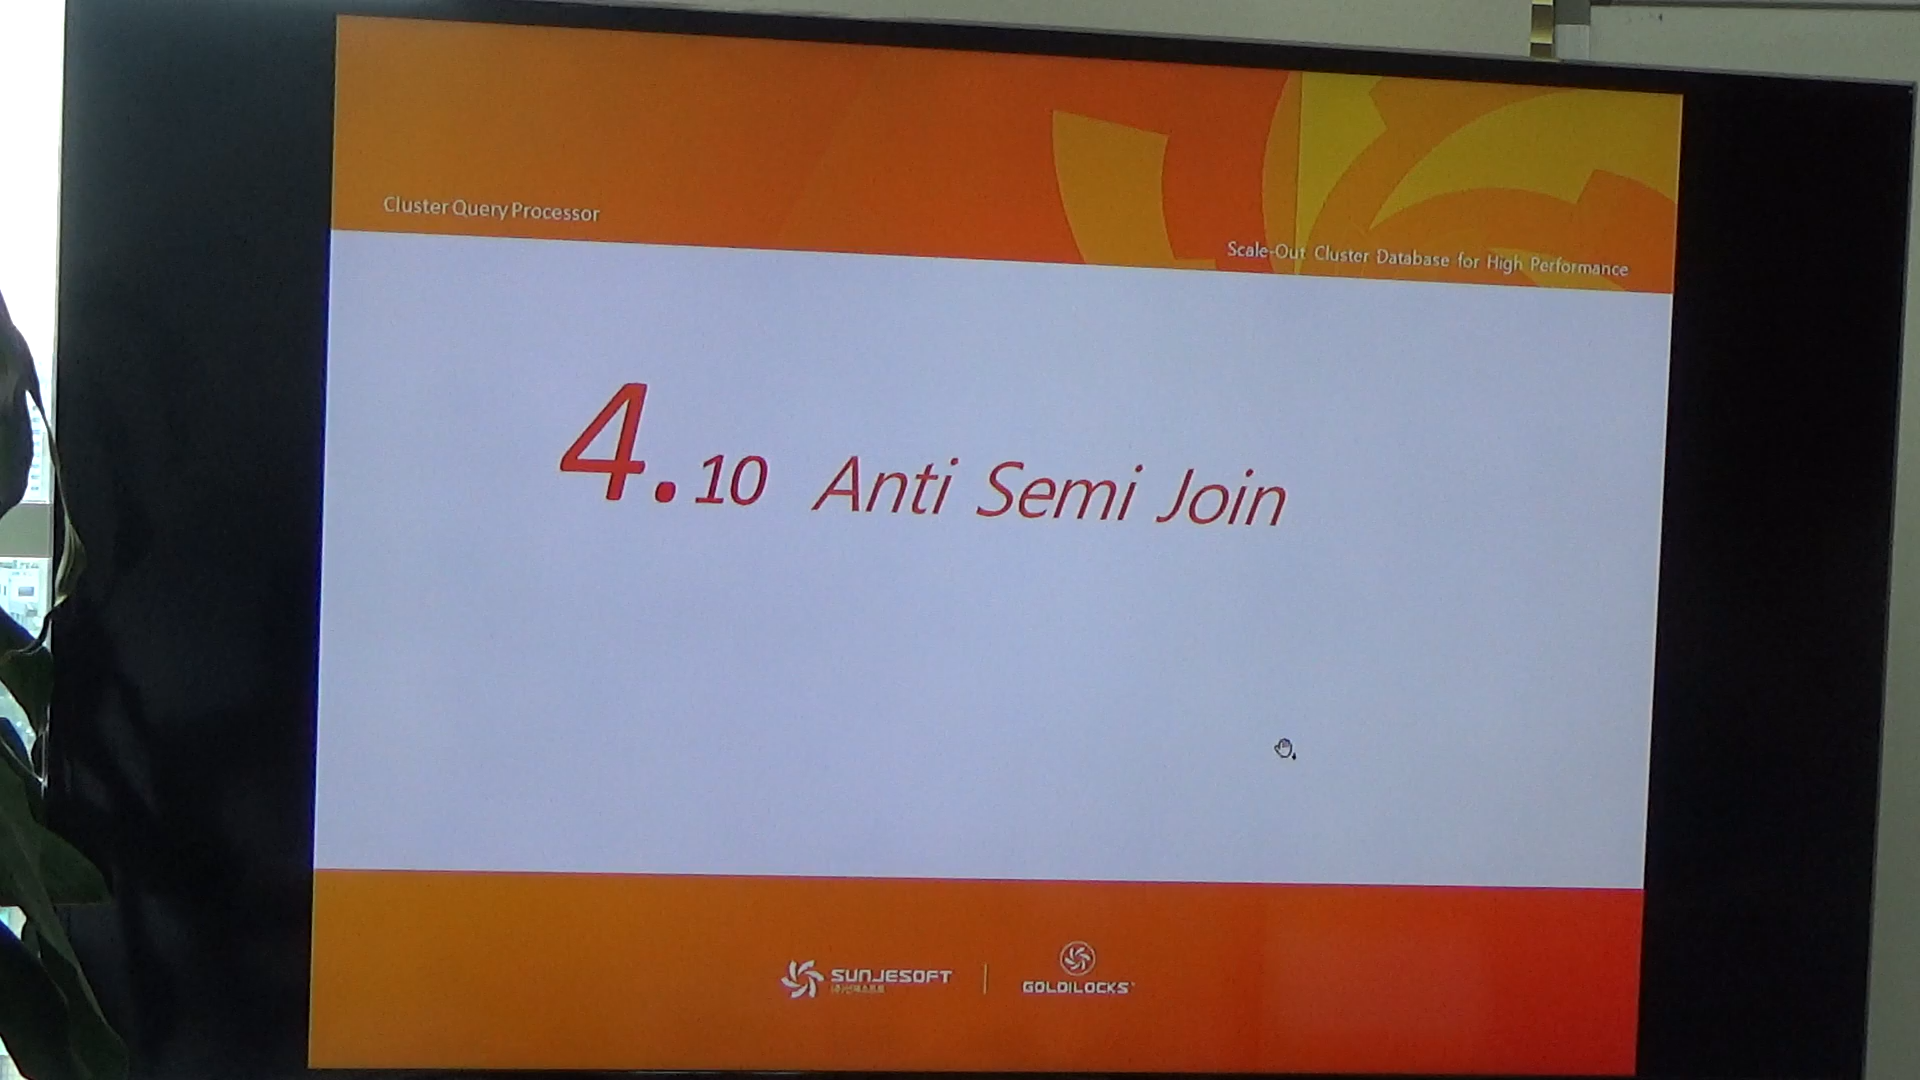 Cluster Query Processor
Scale-Out Cluster Database for High Performance
4.10 Anti Semi Join
SUNJESOFT
GOLDILOCKS